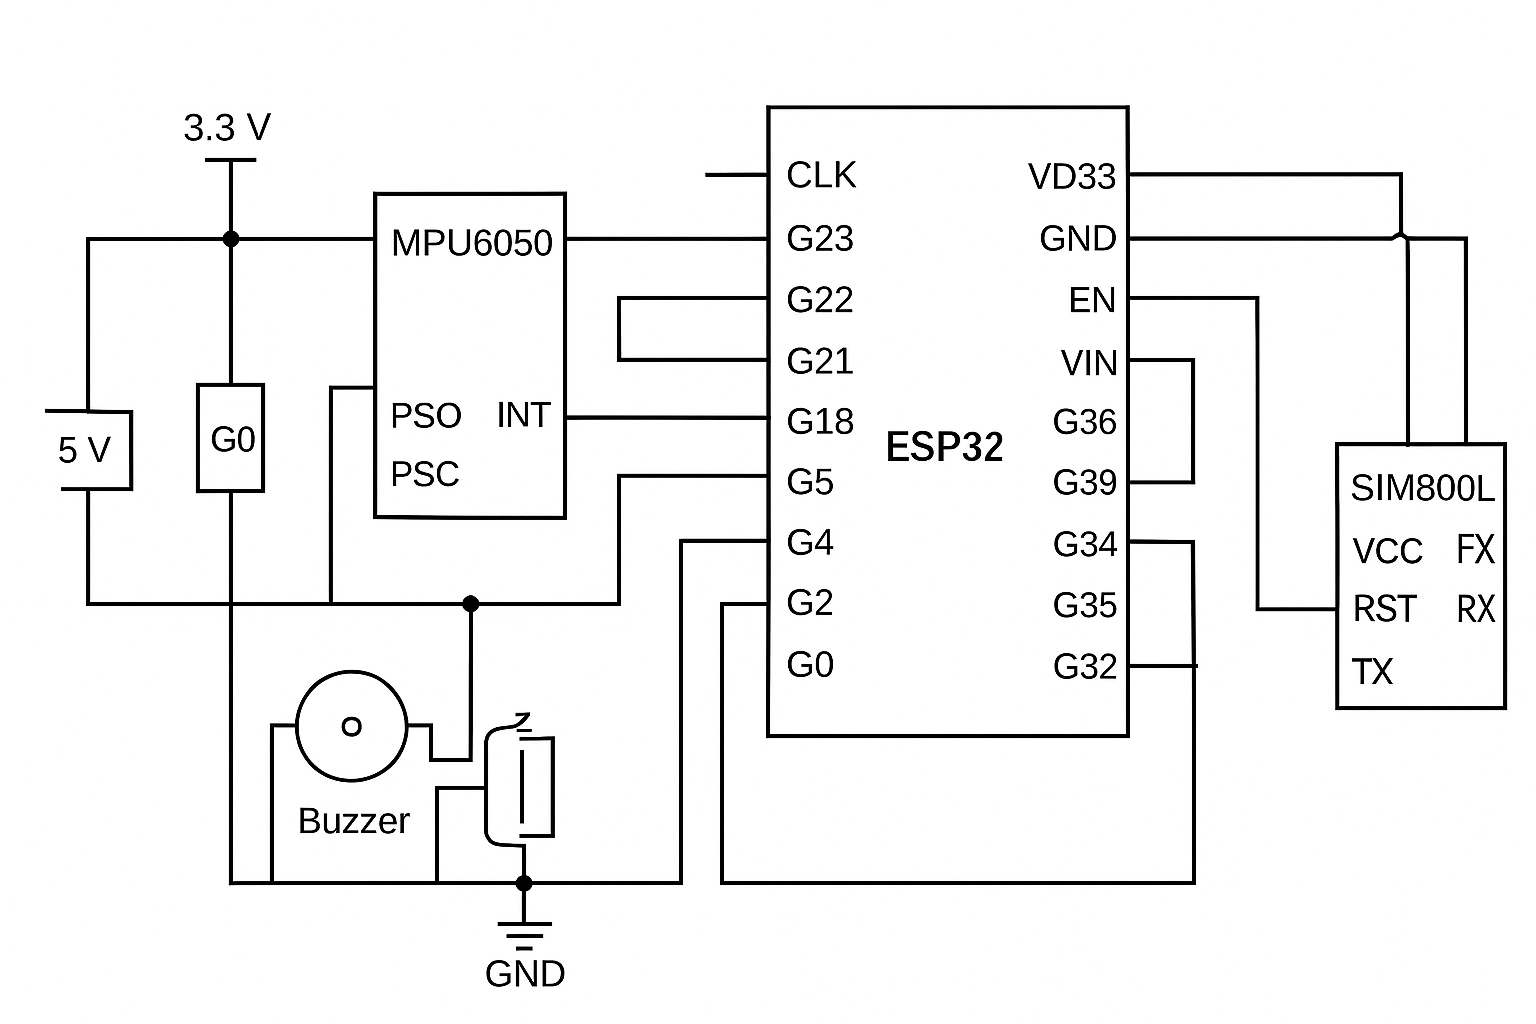 3.3 V
MPU6050
PSO INT
PSC
5 V
G0
Buzzer
GND
CLK
G23
G22
G21
G18
G5
G4
G2
G0
ESP32
VD33
GND
EN
VIN
G36
G39
G34
G35
G32
SIM800L
VCC FX
RST RX
TX